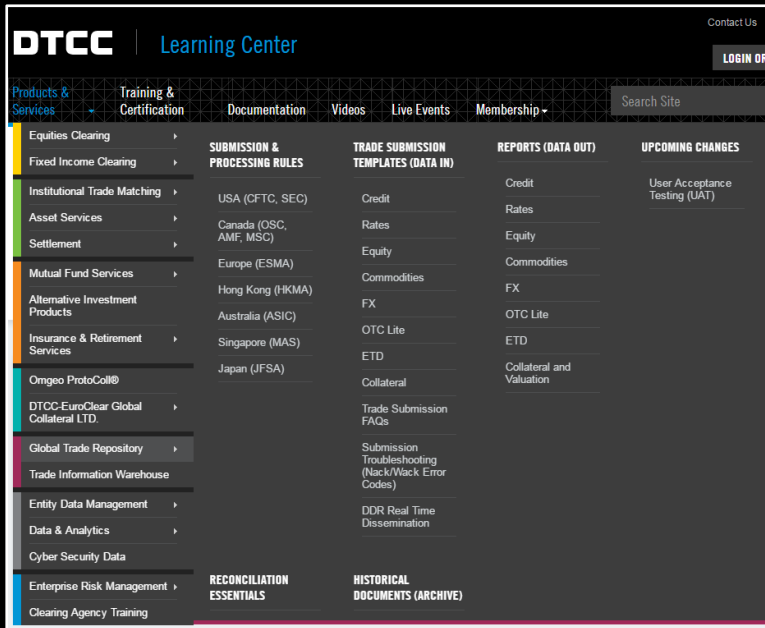 Contact Us
DTCC
Learning Center
LOGIN OR
Products &
Services
Training &
Certification
Documentation
Videos
Live Events
Membership
Search Site
Equities Clearing
Fixed Income Clearing
Institutional Trade Matching
Asset Services
Settlement
Mutual Fund Services
Alternative Investment
Products
Insurance & Retirement
Services
Omgeo ProtoColl®
DTCC-EuroClear Global
Collateral LTD.
Global Trade Repository
Trade Information Warehouse
Entity Data Management
Data & Analytics
Cyber Security Data
Enterprise Risk Management
Clearing Agency Training
SUBMISSION &
PROCESSING RULES
USA (CFTC, SEC)
Canada (OSC,
AMF, MSC)
Europe (ESMA)
Hong Kong (HKMA)
Australia (ASIC)
Singapore (MAS)
Japan (JFSA)
TRADE SUBMISSION
TEMPLATES (DATA IN)
Credit
Rates
Equity
Commodities
FX
OTC Lite
ETD
Collateral
Trade Submission
FAQs
Submission
Troubleshooting
(Nack/Wack Error
Codes)
DDR Real Time
Dissemination
REPORTS (DATA OUT)
Credit
Rates
Equity
Commodities
FX
OTC Lite
ETD
Collateral and
Valuation
UPCOMING CHANGES
User Acceptance
Testing (UAT)
RECONCILIATION
ESSENTIALS
HISTORICAL
DOCUMENTS (ARCHIVE)